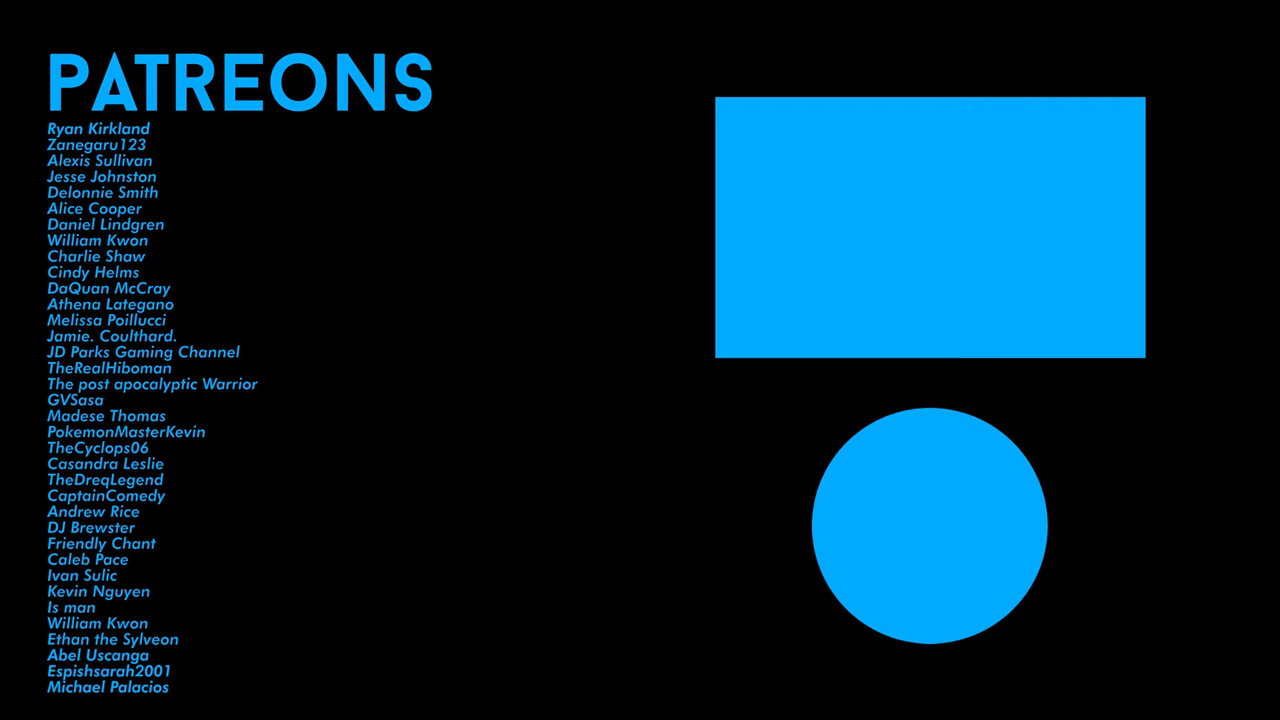 PATREONS
Ryan Kirkland
Zanegaru123
Alexis Sullivan
Jesse Johnston
Delonnie Smith
Alice Cooper
Daniel Lindgren
William Kwon
Charlie Shaw
Cindy Helms
DaQuan McCray
Athena Lategano
Melissa Poillucci
Jamie. Coulthard.
JD Parks Gaming Channel
TheRealHiboman
The post apocalyptic Warrior
GVSasa
Madese Thomas
PokemonMasterKevin
TheCyclops06
Casandra Leslie
TheDreqLegend
CaptainComedy
Andrew Rice
DJ Brewster
Friendly Chant
Caleb Pace
Ivan Sulic
Kevin Nguyen
Is man
William Kwon
Ethan the Sylveon
Abel Uscanga
Espishsarah2001
Michael Palacios